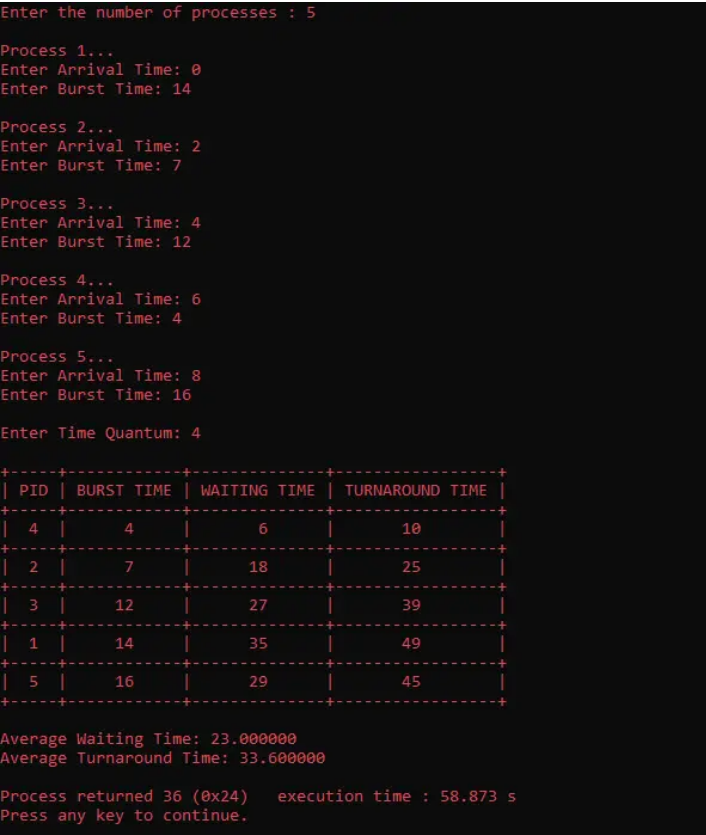 Enter the number of processes : 5
Process 1...
Enter Arrival Time: 0
Enter Burst Time: 14
Process 2...
Enter Arrival Time: 2
Enter Burst Time: 7
Process 3...
Enter Arrival Time: 4
Enter Burst Time: 12
Process 4...
Enter Arrival Time: 6
Enter Burst Time: 4
Process 5...
Enter Arrival Time: 8
Enter Burst Time: 16
Enter Time Quantum: 4
+-----+------------+--------------+-----------------+
| PID | BURST TIME | WAITING TIME | TURNAROUND TIME |
+-----+------------+--------------+-----------------+
| 4 | 4 | 6 | 10 |
+-----+------------+--------------+-----------------+
| 2 | 7 | 18 | 25 |
+-----+------------+--------------+-----------------+
| 3 | 12 | 27 | 39 |
+-----+------------+--------------+-----------------+
| 1 | 14 | 35 | 49 |
+-----+------------+--------------+-----------------+
| 5 | 16 | 29 | 45 |
+-----+------------+--------------+-----------------+
Average Waiting Time: 23.000000
Average Turnaround Time: 33.600000
Process returned 36 (0x24) execution time : 58.873 s
Press any key to continue.